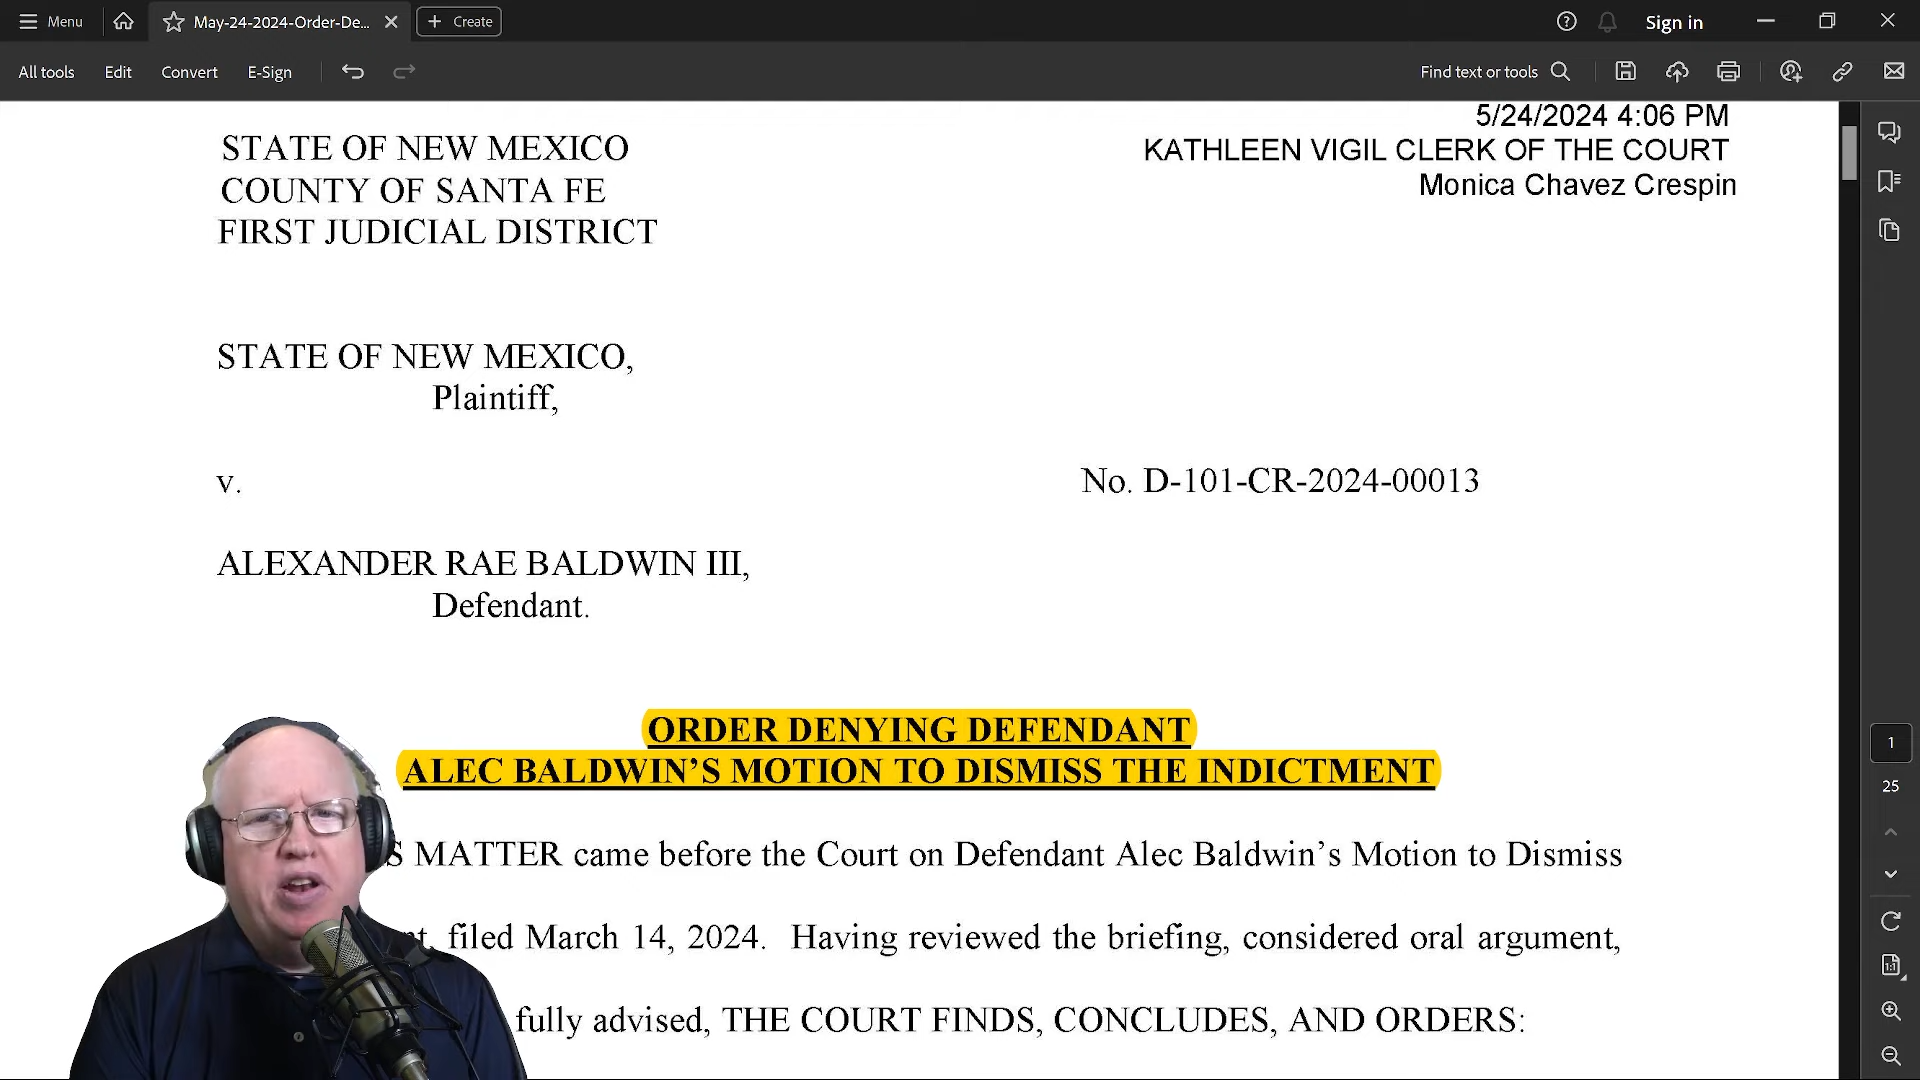 Menu
May-24-2024-Order-De...
Create
Sign in
All tools
Edit
Convert
E-Sign
Find text or tools
5/24/2024 4:06 PM
STATE OF NEW MEXICO
KATHLEEN VIGIL CLERK OF THE COURT
COUNTY OF SANTA FE
Monica Chavez Crespin
FIRST JUDICIAL DISTRICT
STATE OF NEW MEXICO,
Plaintiff,
v.
No. D-101-CR-2024-00013
ALEXANDER RAE BALDWIN III,
Defendant.
ORDER DENYING DEFENDANT
ALEC BALDWIN’S MOTION TO DISMISS THE INDICTMENT
S MATTER came before the Court on Defendant Alec Baldwin’s Motion to Dismiss
nt, filed March 14, 2024. Having reviewed the briefing, considered oral argument,
fully advised, THE COURT FINDS, CONCLUDES, AND ORDERS:
1
25
1:1